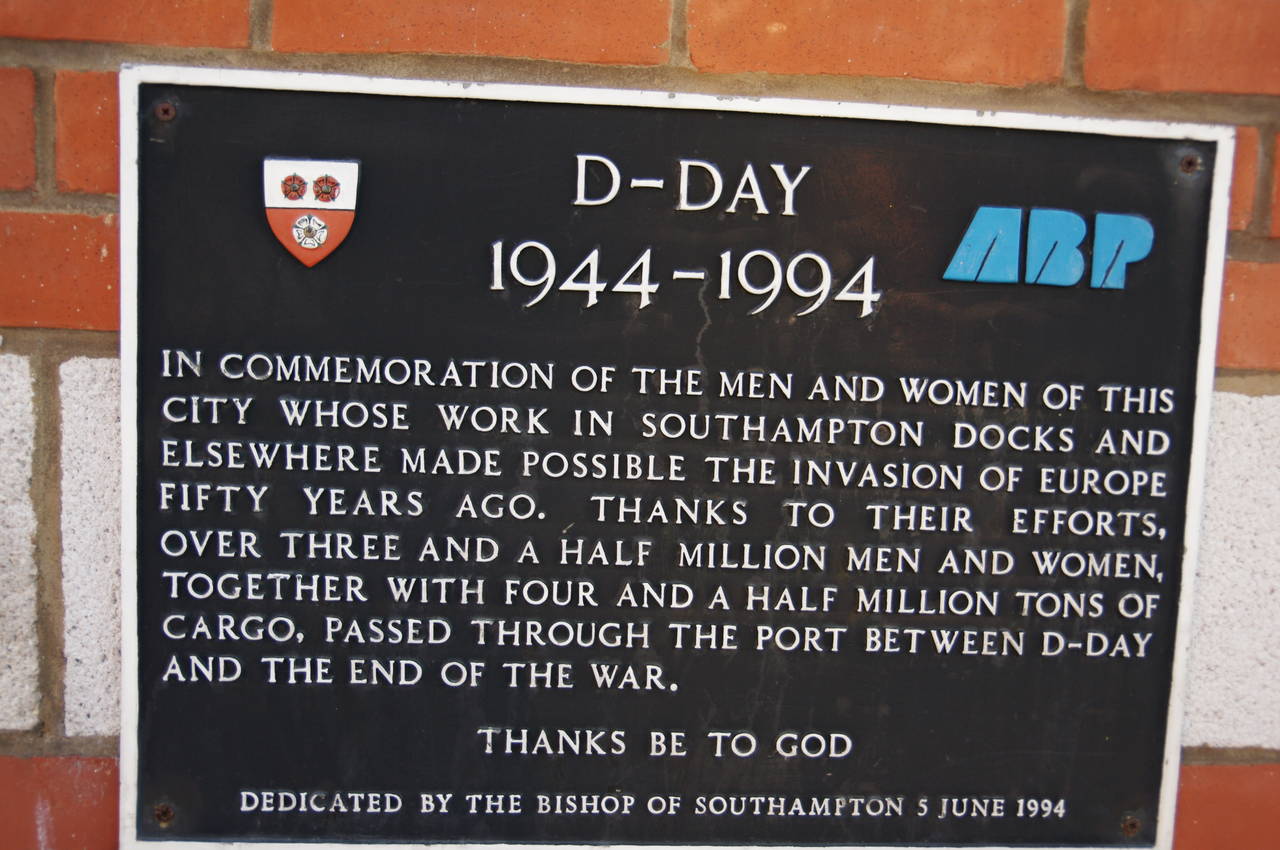 D-DAY
ABP
1944-1994
IN COMMEMORATION OF THE MEN AND WOMEN OF THIS
CITY WHOSE WORK IN SOUTHAMPTON DOCKS AND
ELSEWHERE MADE POSSIBLE THE INVASION OF EUROPE
FIFTY YEARS AGO. THANKS TO THEIR EFFORTS,
OVER THREE AND A HALF MILLION MEN AND WOMEN,
TOGETHER WITH FOUR AND A HALF MILLION TONS OF
CARGO, PASSED THROUGH THE PORT BETWEEN D-DAY
AND THE END OF THE WAR.
THANKS BE TO GOD
DEDICATED BY THE BISHOP OF SOUTHAMPTON 5 JUNE 1994